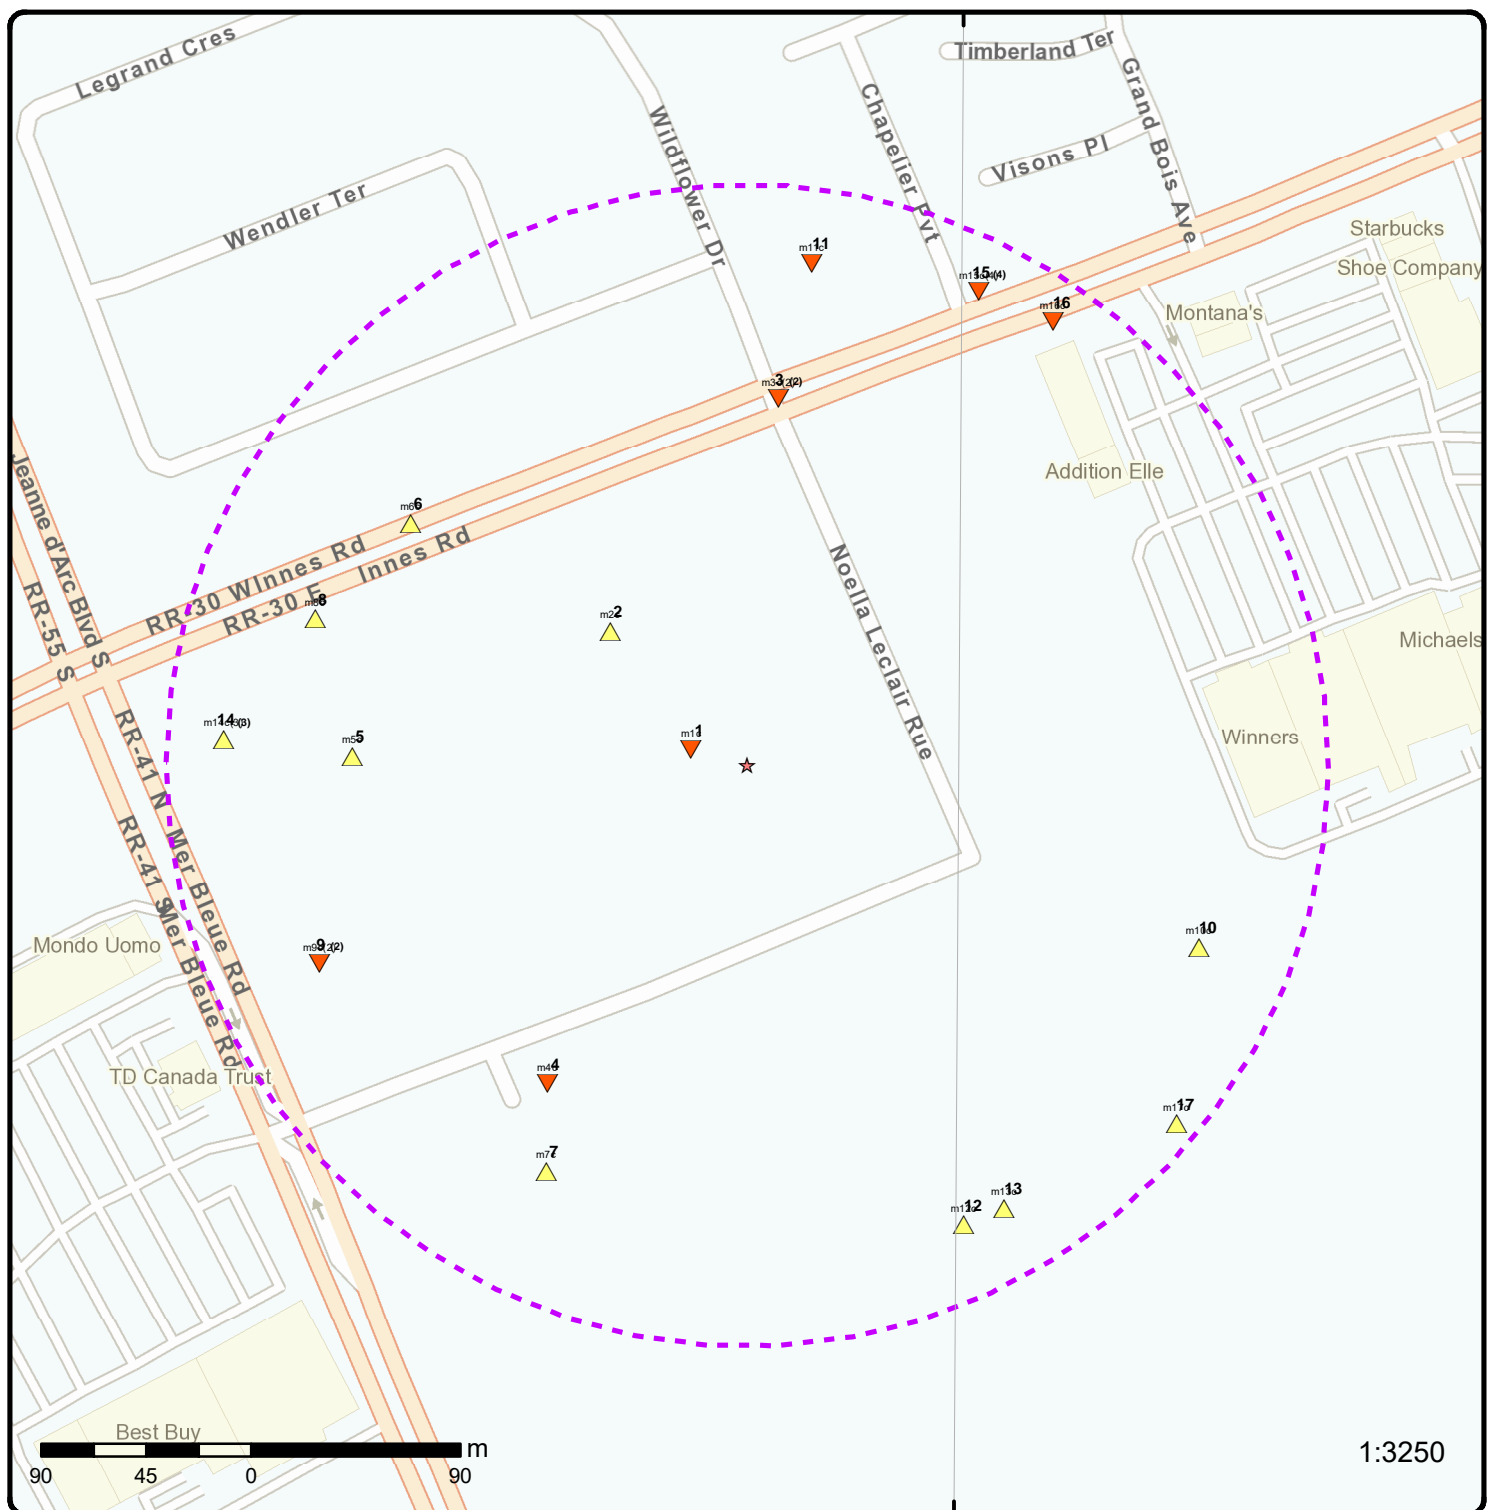 Legrand Cres
Timberland Ter
Grand Bois Ave
Chapelier Pvt
Wildflower Dr
Visons Pl
Wendler Ter
Starbucks
Shoe Company
Montana's
11
15 (4)
16
3 (2)
Addition Elle
6
Jeanne d'Arc Blvd S
RR-30 W
Innes Rd
RR-30 E
Innes Rd
8
2
RR-55 S
Noella Leclair Rue
Michaels
14 (3)
5
1
Winners
RR-41 N
Mer Bleue Rd
RR-41 S
Mer Bleue Rd
Mondo Uomo
9 (2)
10
TD Canada Trust
4
17
7
13
12
Best Buy
m
90 45 0 90
1:3250